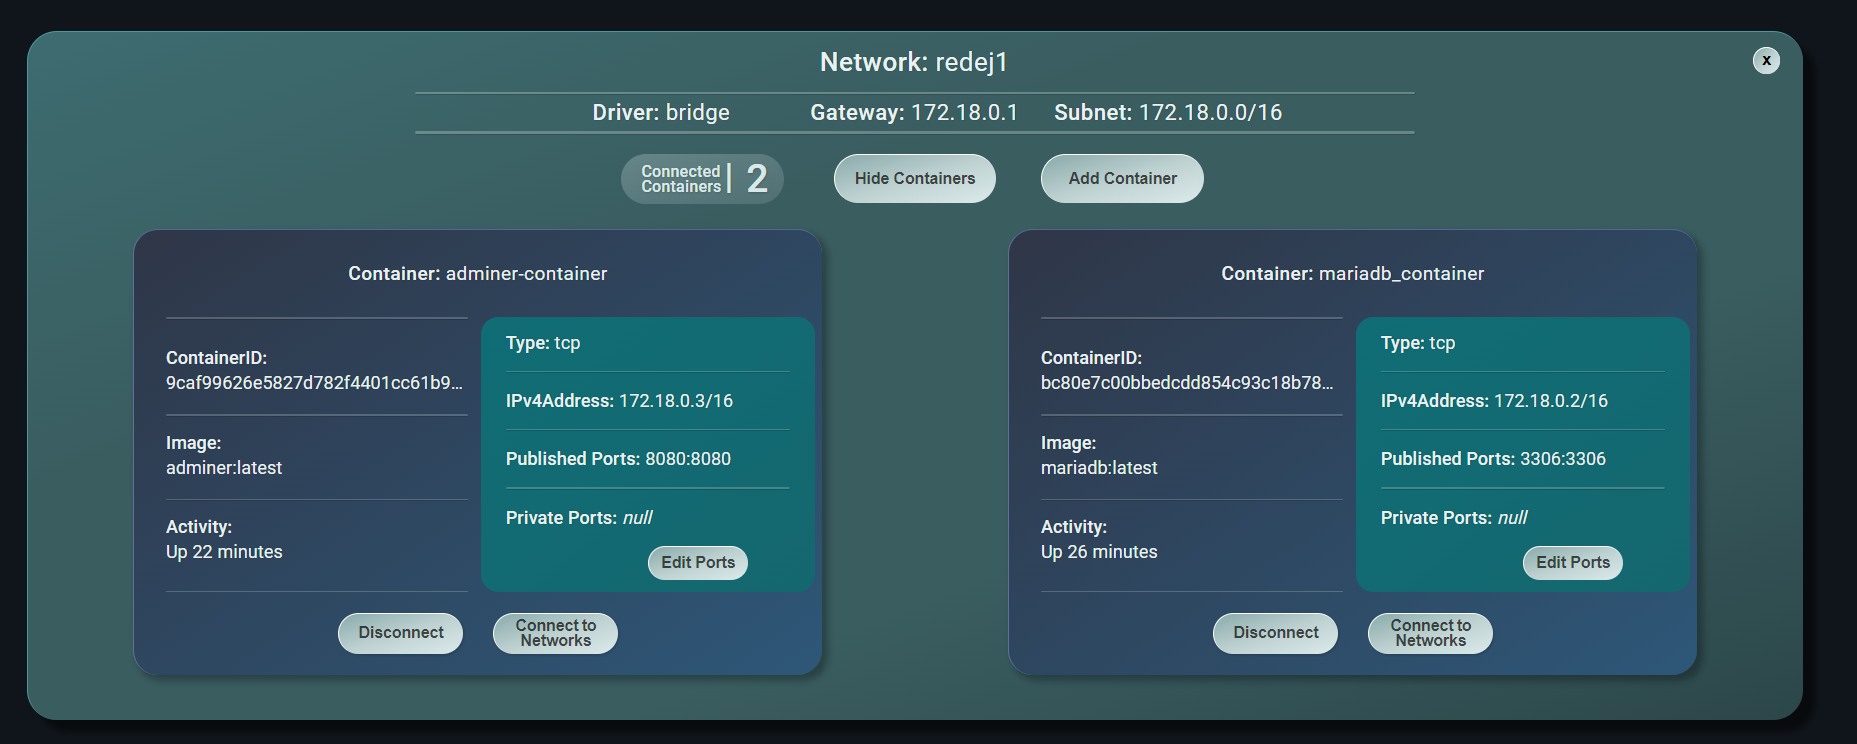 Network: redej1
x
Driver: bridge Gateway: 172.18.0.1 Subnet: 172.18.0.0/16
Connected
Containers | 2
Hide Containers
Add Container
Container: adminer-container
ContainerID:
9caf99626e5827d782f4401cc61b9...
Image:
adminer:latest
Activity:
Up 22 minutes
Type: tcp
IPv4Address: 172.18.0.3/16
Published Ports: 8080:8080
Private Ports: null
Edit Ports
Disconnect
Connect to
Networks
Container: mariadb_container
ContainerID:
bc80e7c00bbedcdd854c93c18b78...
Image:
mariadb:latest
Activity:
Up 26 minutes
Type: tcp
IPv4Address: 172.18.0.2/16
Published Ports: 3306:3306
Private Ports: null
Edit Ports
Disconnect
Connect to
Networks